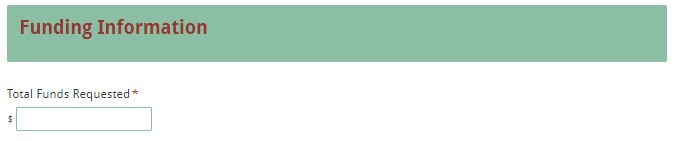 Funding Information
Total Funds Requested *
$